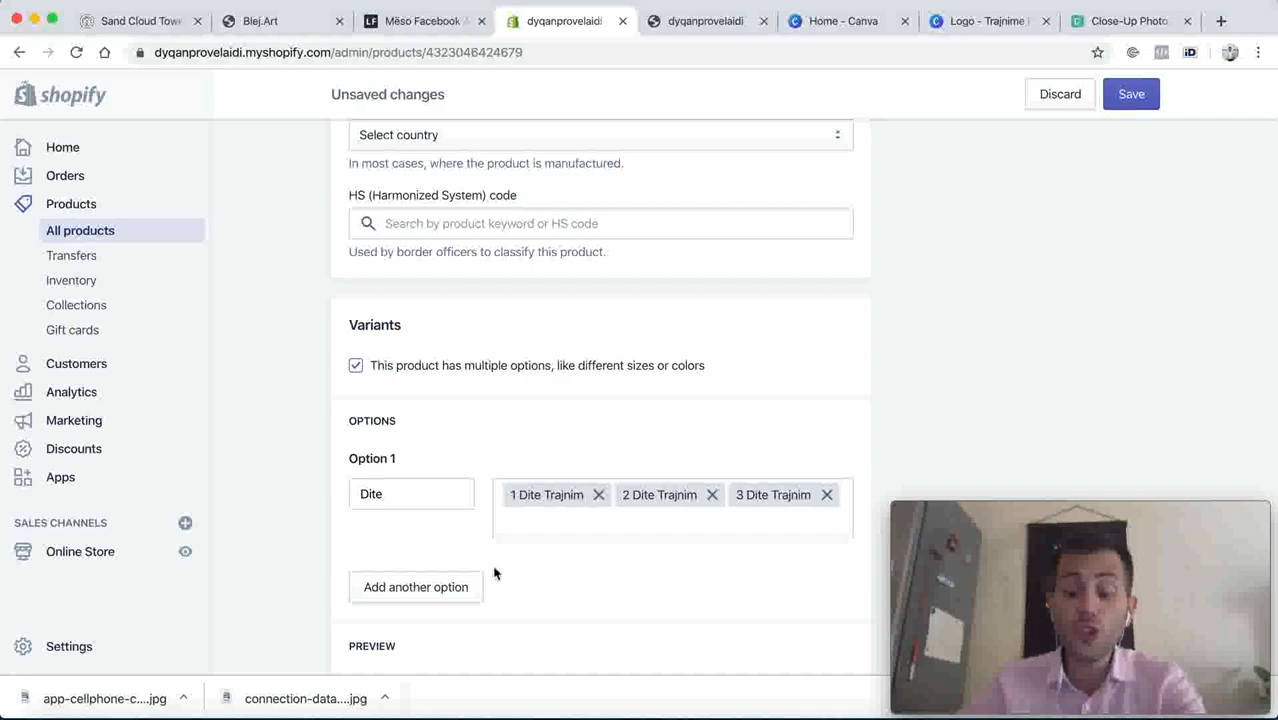 Sand Cloud Tow
Blej.Art
Mëso Facebook A
dyqanprovelaidi
dyqanprovelaidi
Home - Canva
Logo - Trajnime
Close-Up Photo
dyqanprovelaidi.myshopify.com/admin/products/4323046424679
iD
shopify
Unsaved changes
Discard
Save
Home
Orders
Products
All products
Transfers
Inventory
Collections
Gift cards
Customers
Analytics
Marketing
Discounts
Apps
SALES CHANNELS
Online Store
Settings
Select country
In most cases, where the product is manufactured.
HS (Harmonized System) code
Search by product keyword or HS code
Used by border officers to classify this product.
Variants
This product has multiple options, like different sizes or colors
OPTIONS
Option 1
Dite
1 Dite Trajnim
2 Dite Trajnim
3 Dite Trajnim
Add another option
PREVIEW
app-cellphone-c....jpg
connection-data....jpg